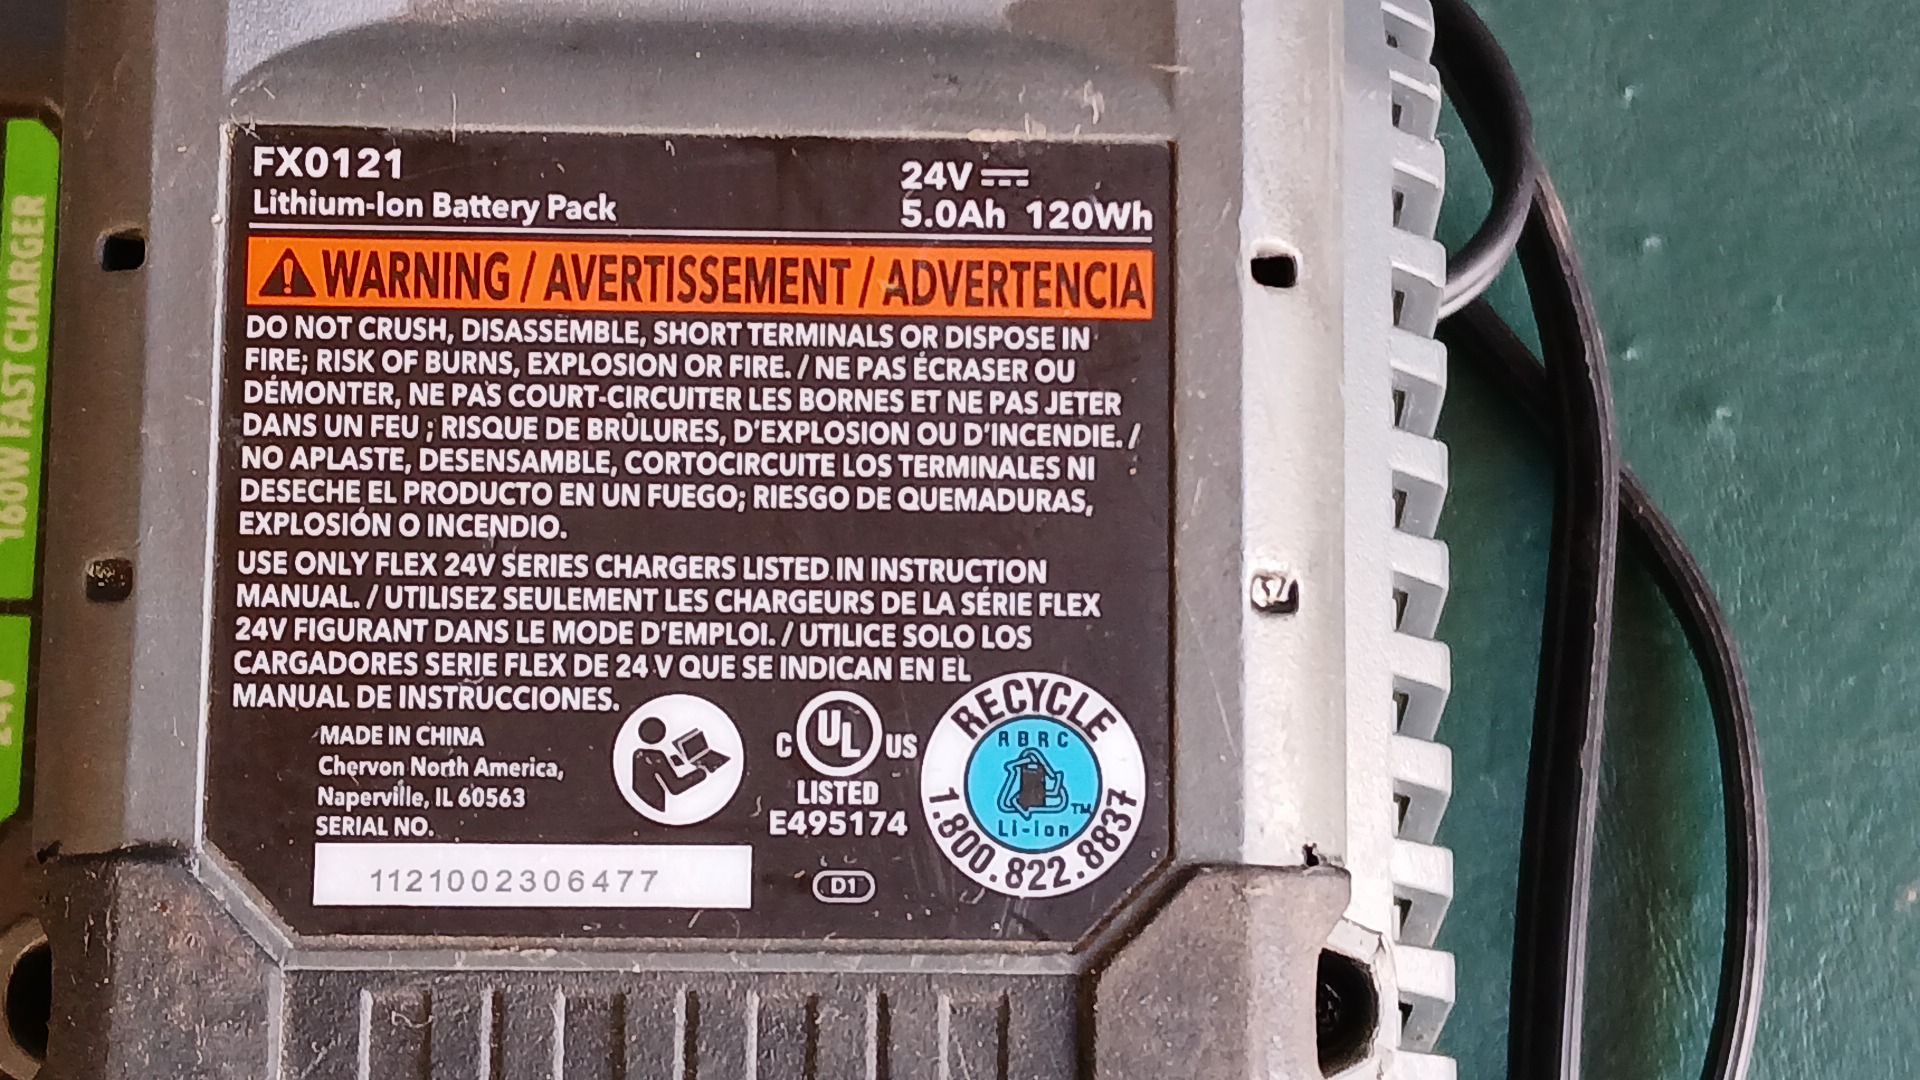 160W FAST CHARGER
24V
FX0121
Lithium-Ion Battery Pack
24V
5.0Ah 120Wh
WARNING / AVERTISSEMENT / ADVERTENCIA
DO NOT CRUSH, DISASSEMBLE, SHORT TERMINALS OR DISPOSE IN
FIRE; RISK OF BURNS, EXPLOSION OR FIRE. / NE PAS ÉCRASER OU
DÉMONTER, NE PAS COURT-CIRCUITER LES BORNES ET NE PAS JETER
DANS UN FEU ; RISQUE DE BRÛLURES, D'EXPLOSION OU D'INCENDIE. /
NO APLASTE, DESENSAMBLE, CORTOCIRCUITE LOS TERMINALES NI
DESECHE EL PRODUCTO EN UN FUEGO; RIESGO DE QUEMADURAS,
EXPLOSIÓN O INCENDIO.
USE ONLY FLEX 24V SERIES CHARGERS LISTED IN INSTRUCTION
MANUAL. / UTILISEZ SEULEMENT LES CHARGEURS DE LA SÉRIE FLEX
24V FIGURANT DANS LE MODE D'EMPLOI. / UTILICE SOLO LOS
CARGADORES SERIE FLEX DE 24 V QUE SE INDICAN EN EL
MANUAL DE INSTRUCCIONES.
MADE IN CHINA
Chervon North America,
Naperville, IL 60563
SERIAL NO.
1121002306477
C UL US
LISTED
E495174
D1
RECYCLE
RBRC
TM
Li-Ion
1.800.822.8837